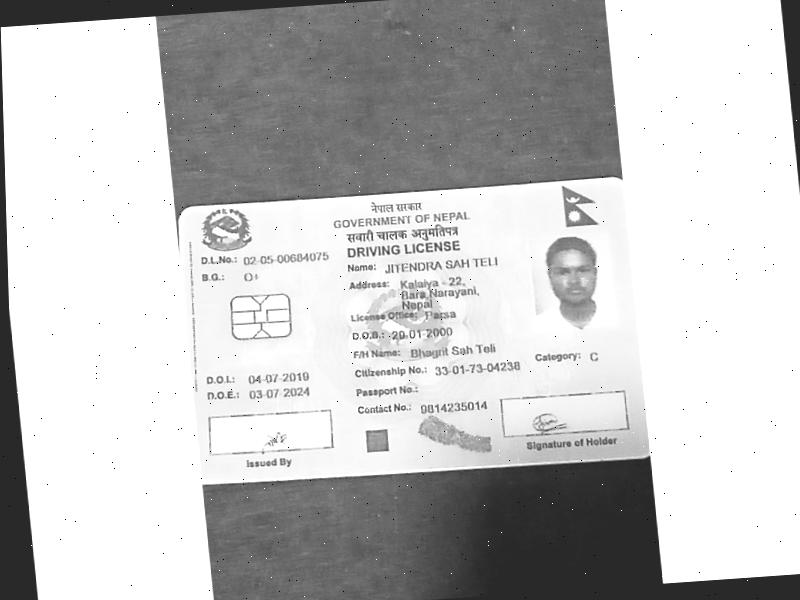 नेपाल सरकार
GOVERNMENT OF NEPAL
सवारी चालक अनुमतिपत्र
DRIVING LICENSE
D.L.No.: 02-05-00684075
B.G.: O+
Name: JITENDRA SAH TELI
Address: Kalaiya - 22,
Bara,Narayani,
Nepal
License Office: Parsa
D.O.B.: 29-01-2000
F/H Name: Bhagrit Sah Teli
Citizenship No.: 33-01-73-04238
Passport No.:
Contact No.: 9814235014
Category: C
D.O.I.: 04-07-2019
D.O.E.: 03-07-2024
Issued By
Signature of Holder